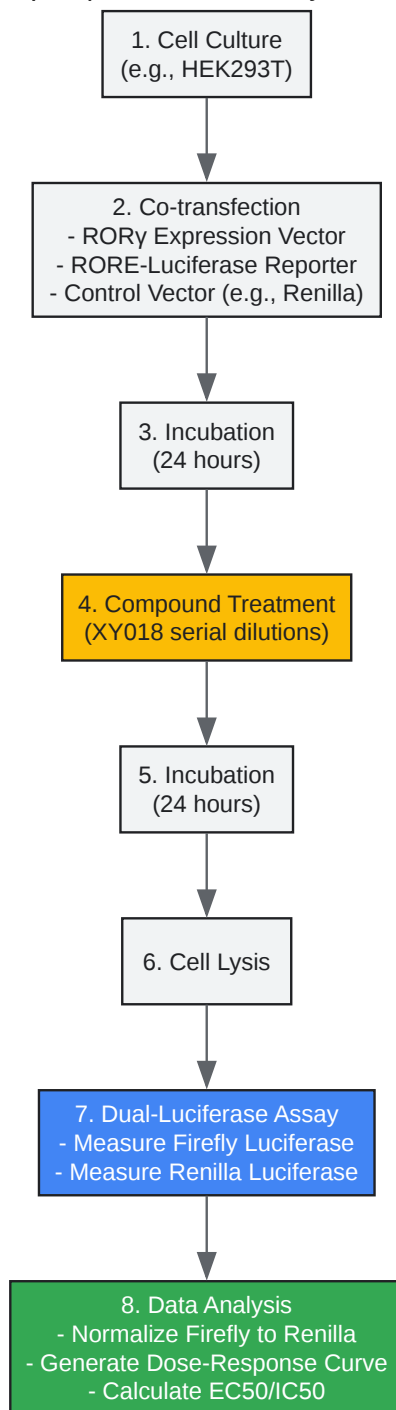 1. Cell Culture
(e.g., HEK293T)
2. Co-transfection
- RORγ Expression Vector
- RORE-Luciferase Reporter
- Control Vector (e.g., Renilla)
3. Incubation
(24 hours)
4. Compound Treatment
(XY018 serial dilutions)
5. Incubation
(24 hours)
6. Cell Lysis
7. Dual-Luciferase Assay
- Measure Firefly Luciferase
- Measure Renilla Luciferase
8. Data Analysis
- Normalize Firefly to Renilla
- Generate Dose-Response Curve
- Calculate EC50/IC50